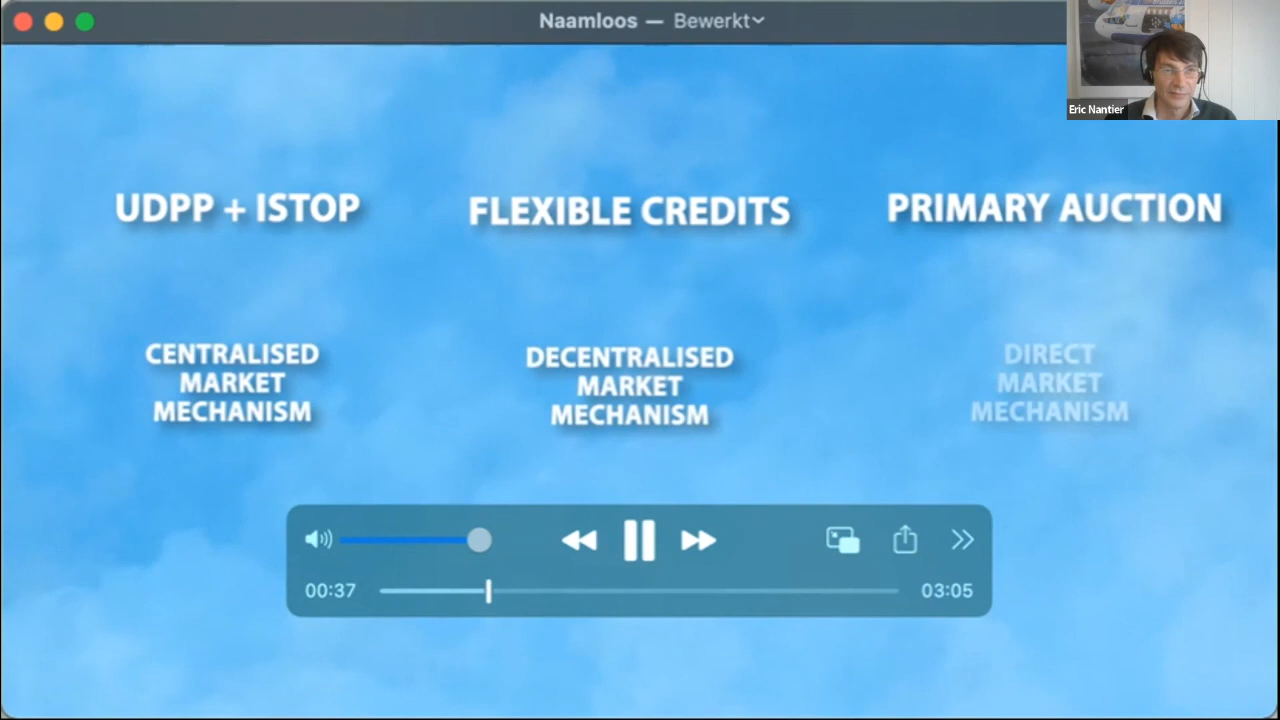 Naamloos — Bewerkt
Eric Nantier
UDPP + ISTOP
FLEXIBLE CREDITS
PRIMARY AUCTION
CENTRALISED
MARKET
MECHANISM
DECENTRALISED
MARKET
MECHANISM
DIRECT
MARKET
MECHANISM
00:37
03:05